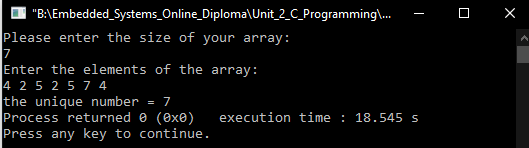 "B:\Embedded_Systems_Online_Diploma\Unit_2_C_Programming\...
Please enter the size of your array:
7
Enter the elements of the array:
4 2 5 2 5 7 4
the unique number = 7
Process returned 0 (0x0)   execution time : 18.545 s
Press any key to continue.